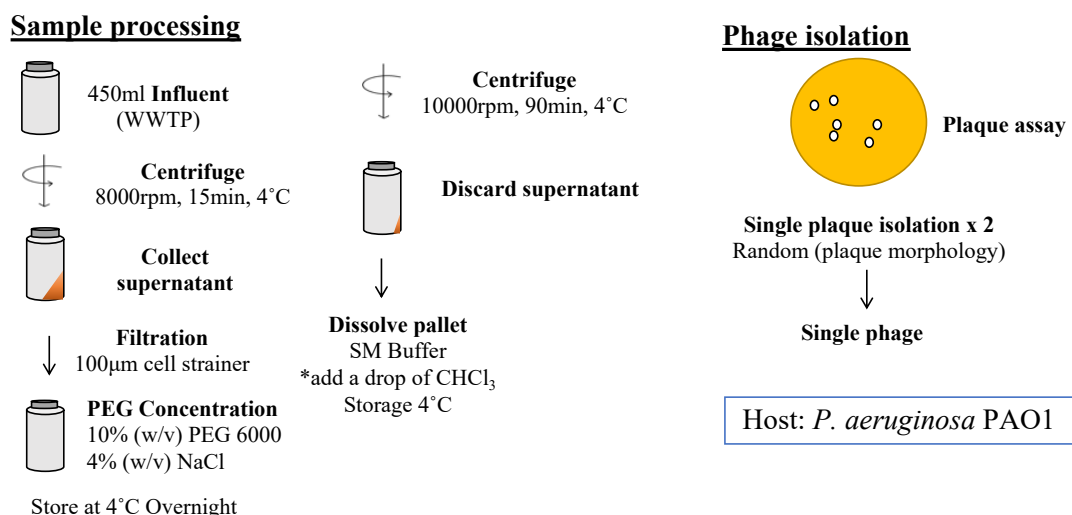 Sample processing
450ml Influent
(WWTP)
Centrifuge
8000rpm, 15min, 4˚C
Collect
supernatant
Filtration
100μm cell strainer
PEG Concentration
10% (w/v) PEG 6000
4% (w/v) NaCl
Store at 4˚C Overnight
Centrifuge
10000rpm, 90min, 4˚C
Discard supernatant
Dissolve pallet
SM Buffer
*add a drop of CHCl₃
Storage 4˚C
Phage isolation
Plaque assay
Single plaque isolation x 2
Random (plaque morphology)
Single phage
Host: P. aeruginosa PAO1